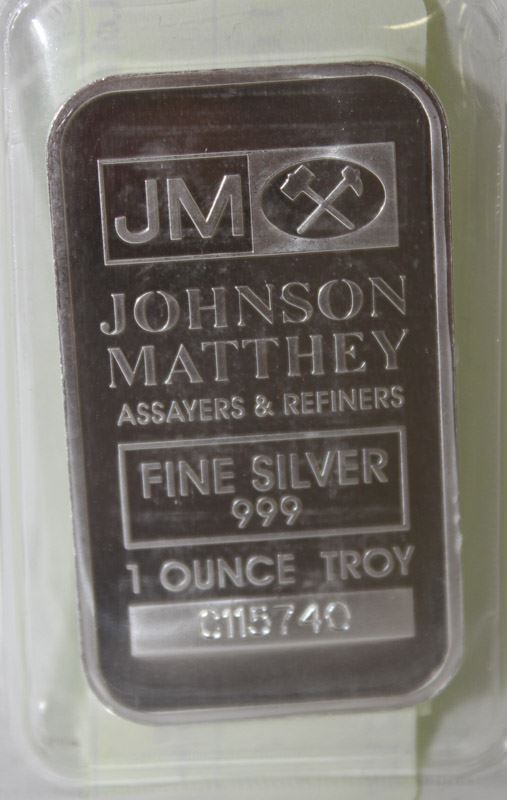 JM
JOHNSON
MATTHEY
ASSAYERS & REFINERS
FINE SILVER
999
1 OUNCE TROY
C115740